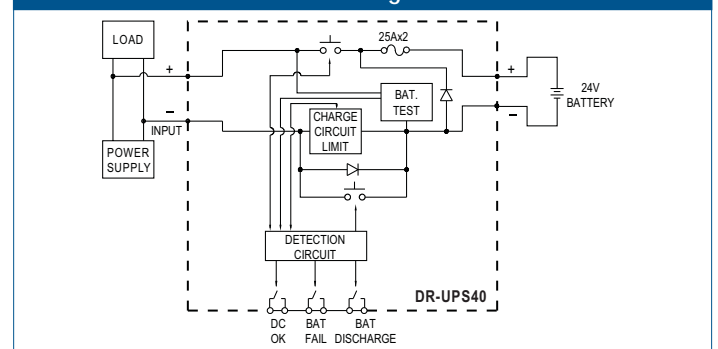 LOAD
25Ax2
+
+
BAT.
TEST
24V
BATTERY
–
–
INPUT
CHARGE
CIRCUIT
LIMIT
POWER
SUPPLY
DETECTION
CIRCUIT
DR-UPS40
DC
OK
BAT
FAIL
BAT
DISCHARGE